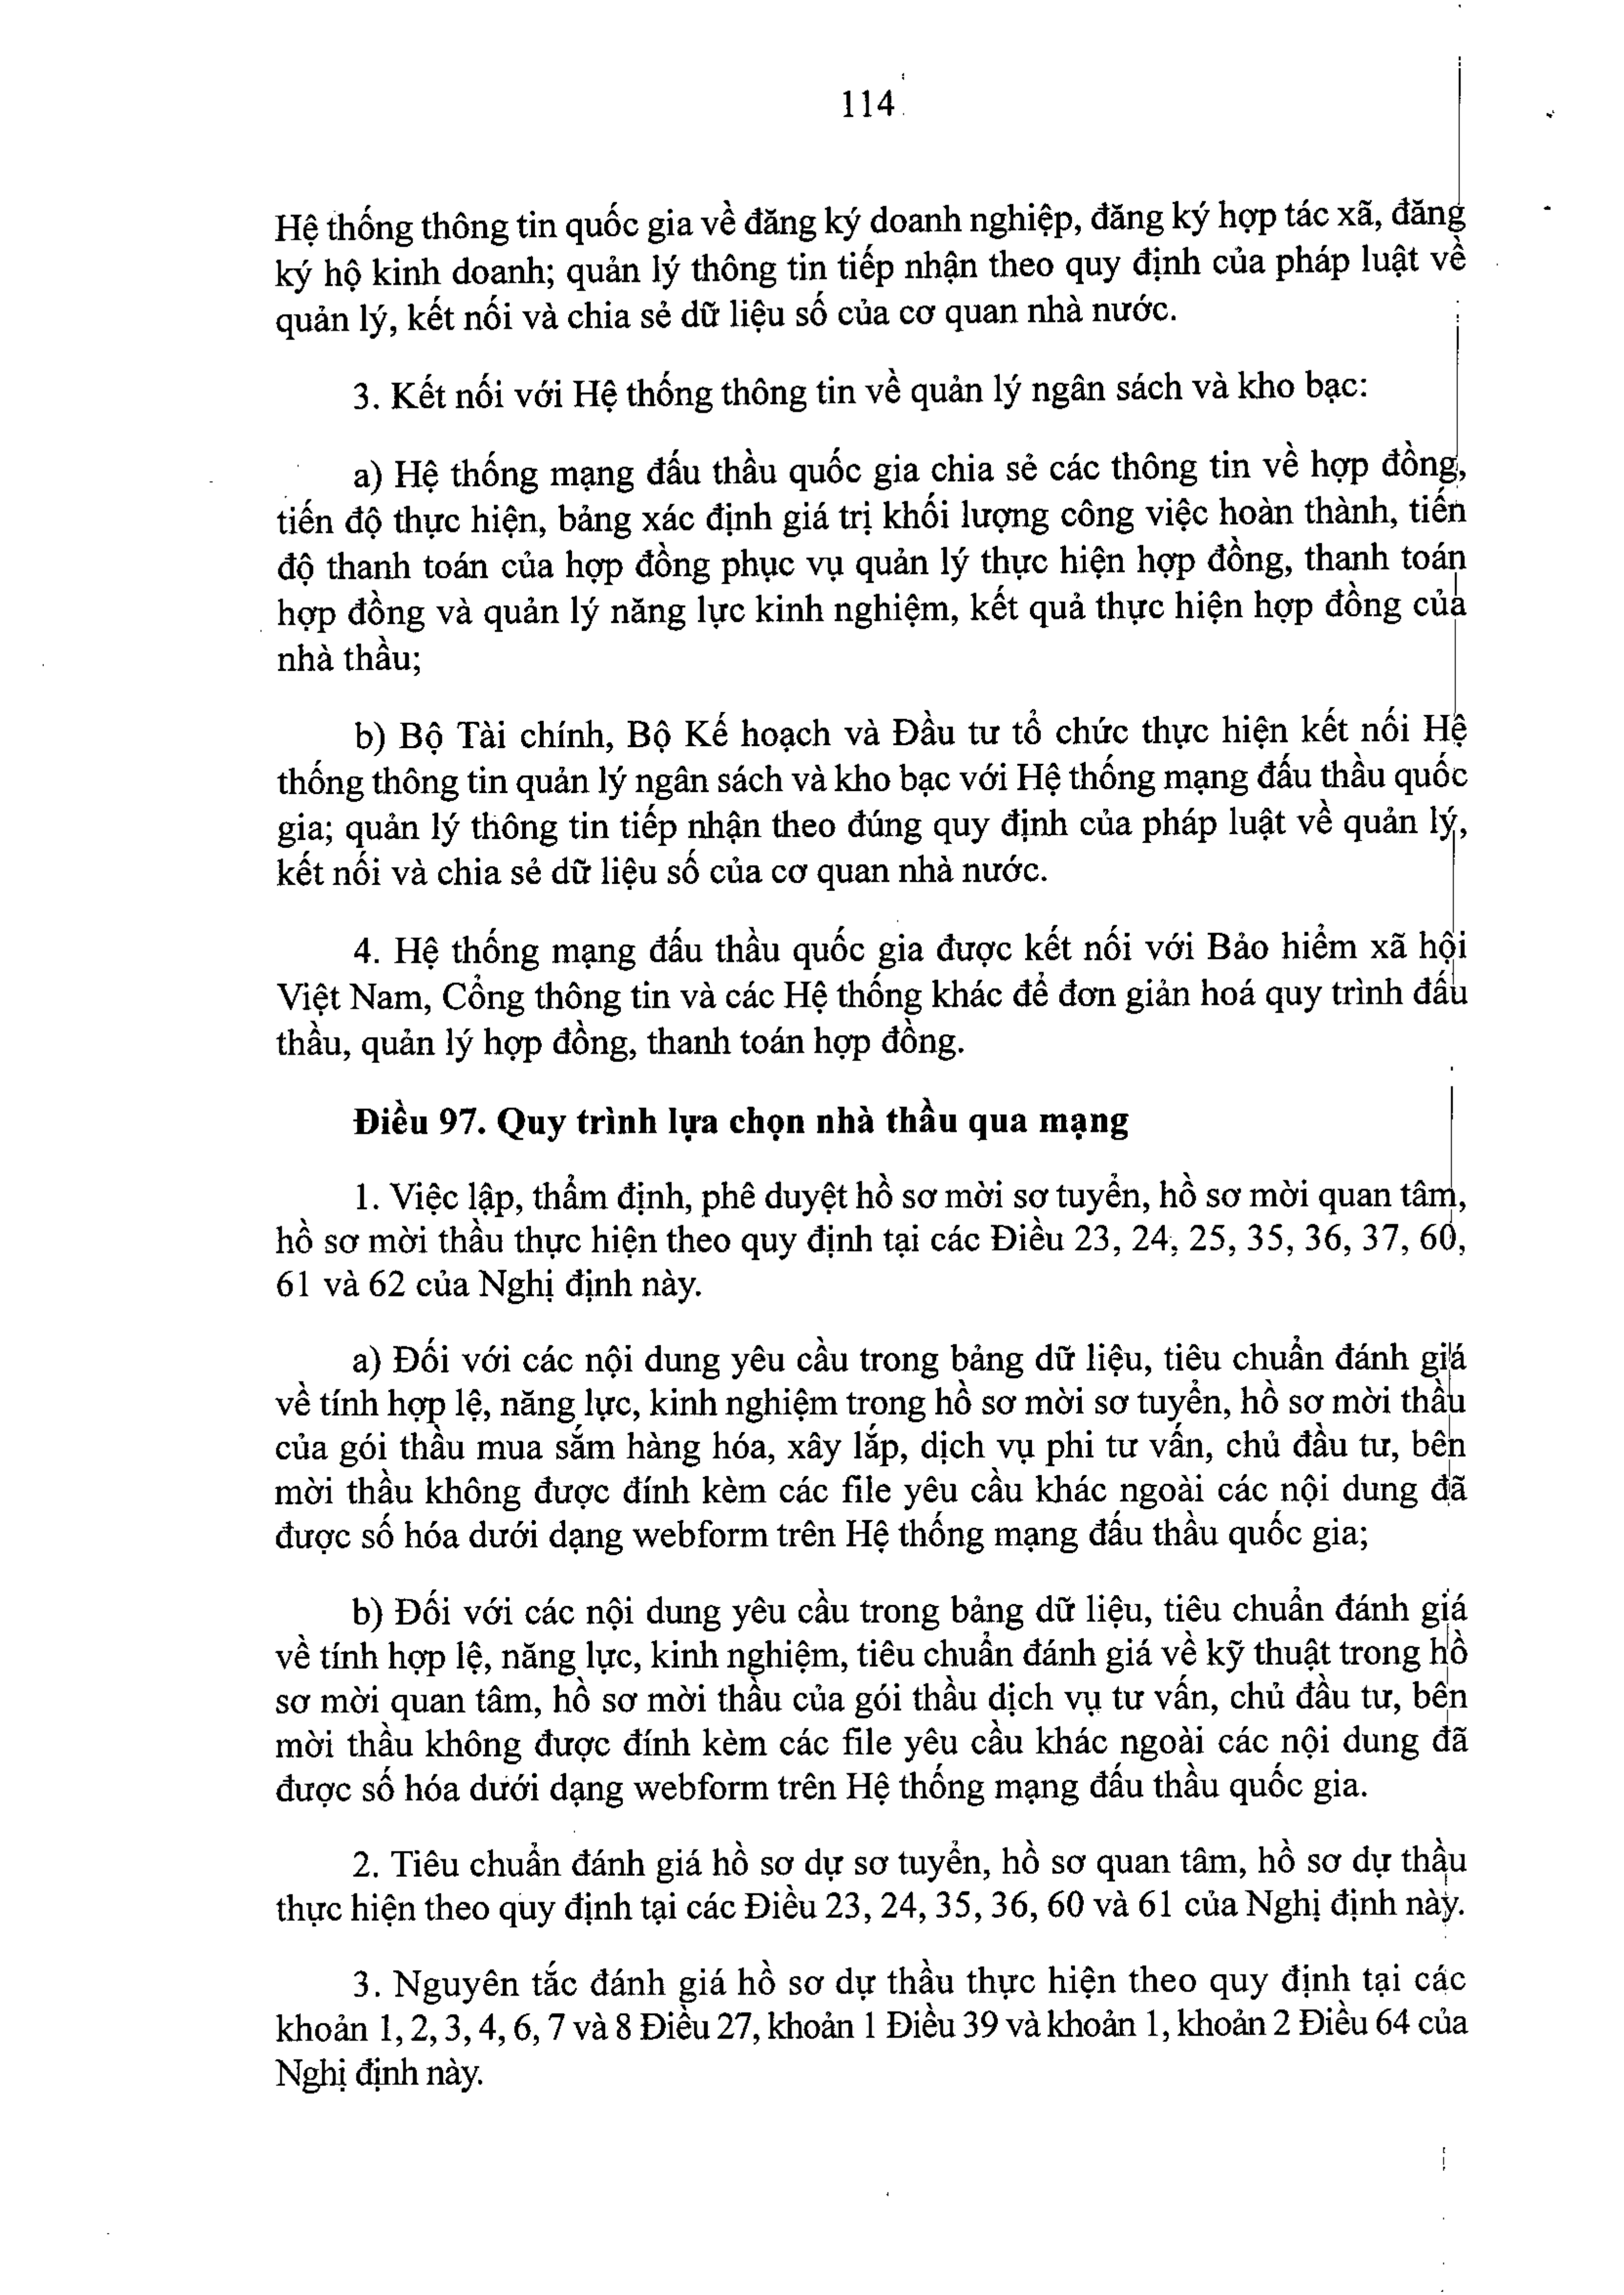 114
Hệ thống thông tin quốc gia về đăng ký doanh nghiệp, đăng ký hợp tác xã, đăng
ký hộ kinh doanh; quản lý thông tin tiếp nhận theo quy định của pháp luật về
quản lý, kết nối và chia sẻ dữ liệu số của cơ quan nhà nước.
3. Kết nối với Hệ thống thông tin về quản lý ngân sách và kho bạc:
a) Hệ thống mạng đấu thầu quốc gia chia sẻ các thông tin về hợp đồng,
tiến độ thực hiện, bảng xác định giá trị khối lượng công việc hoàn thành, tiến
độ thanh toán của hợp đồng phục vụ quản lý thực hiện hợp đồng, thanh toán
hợp đồng và quản lý năng lực kinh nghiệm, kết quả thực hiện hợp đồng của
nhà thầu;
b) Bộ Tài chính, Bộ Kế hoạch và Đầu tư tổ chức thực hiện kết nối Hệ
thống thông tin quản lý ngân sách và kho bạc với Hệ thống mạng đấu thầu quốc
gia; quản lý thông tin tiếp nhận theo đúng quy định của pháp luật về quản lý,
kết nối và chia sẻ dữ liệu số của cơ quan nhà nước.
4. Hệ thống mạng đấu thầu quốc gia được kết nối với Bảo hiểm xã hội
Việt Nam, Cổng thông tin và các Hệ thống khác để đơn giản hoá quy trình đấu
thầu, quản lý hợp đồng, thanh toán hợp đồng.
Điều 97. Quy trình lựa chọn nhà thầu qua mạng
1. Việc lập, thẩm định, phê duyệt hồ sơ mời sơ tuyển, hồ sơ mời quan tâm,
hồ sơ mời thầu thực hiện theo quy định tại các Điều 23, 24, 25, 35, 36, 37, 60,
61 và 62 của Nghị định này.
a) Đối với các nội dung yêu cầu trong bảng dữ liệu, tiêu chuẩn đánh giá
về tính hợp lệ, năng lực, kinh nghiệm trong hồ sơ mời sơ tuyển, hồ sơ mời thầu
của gói thầu mua sắm hàng hóa, xây lắp, dịch vụ phi tư vấn, chủ đầu tư, bên
mời thầu không được đính kèm các file yêu cầu khác ngoài các nội dung đã
được số hóa dưới dạng webform trên Hệ thống mạng đấu thầu quốc gia;
b) Đối với các nội dung yêu cầu trong bảng dữ liệu, tiêu chuẩn đánh giá
về tính hợp lệ, năng lực, kinh nghiệm, tiêu chuẩn đánh giá về kỹ thuật trong hồ
sơ mời quan tâm, hồ sơ mời thầu của gói thầu dịch vụ tư vấn, chủ đầu tư, bên
mời thầu không được đính kèm các file yêu cầu khác ngoài các nội dung đã
được số hóa dưới dạng webform trên Hệ thống mạng đấu thầu quốc gia.
2. Tiêu chuẩn đánh giá hồ sơ dự sơ tuyển, hồ sơ quan tâm, hồ sơ dự thầu
thực hiện theo quy định tại các Điều 23, 24, 35, 36, 60 và 61 của Nghị định này.
3. Nguyên tắc đánh giá hồ sơ dự thầu thực hiện theo quy định tại các
khoản 1, 2, 3, 4, 6, 7 và 8 Điều 27, khoản 1 Điều 39 và khoản 1, khoản 2 Điều 64 của
Nghị định này.